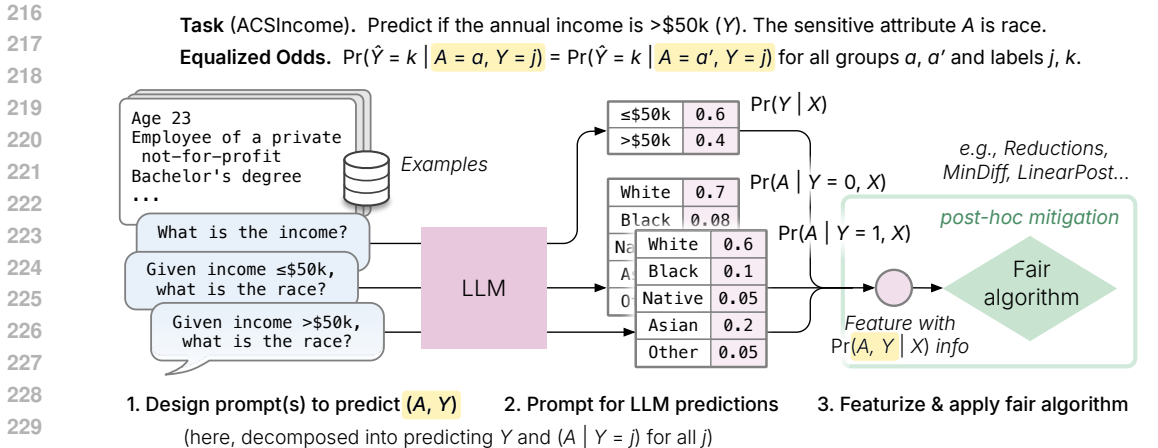 216
217
218
219
220
221
222
223
224
225
226
227
228
229
Task (ACSIncome). Predict if the annual income is >$50k (Y). The sensitive attribute A is race.
Equalized Odds. Pr(Ŷ = k | A = a, Y = j) = Pr(Ŷ = k | A = a′, Y = j) for all groups a, a′ and labels j, k.
Age 23
Employee of a private
not-for-profit
Bachelor's degree
...
Examples
What is the income?
Given income ≤$50k,
what is the race?
Given income >$50k,
what is the race?
LLM
≤$50k 0.6
>$50k 0.4
Pr(Y | X)
White 0.7
Black 0.08
Na
A
O
Pr(A | Y = 0, X)
White 0.6
Black 0.1
Native 0.05
Asian 0.2
Other 0.05
Pr(A | Y = 1, X)
e.g., Reductions,
MinDiff, LinearPost...
post-hoc mitigation
Fair
algorithm
Feature with
Pr(A, Y | X) info
1. Design prompt(s) to predict (A, Y)
2. Prompt for LLM predictions
3. Featurize & apply fair algorithm
(here, decomposed into predicting Y and (A | Y = j) for all j)